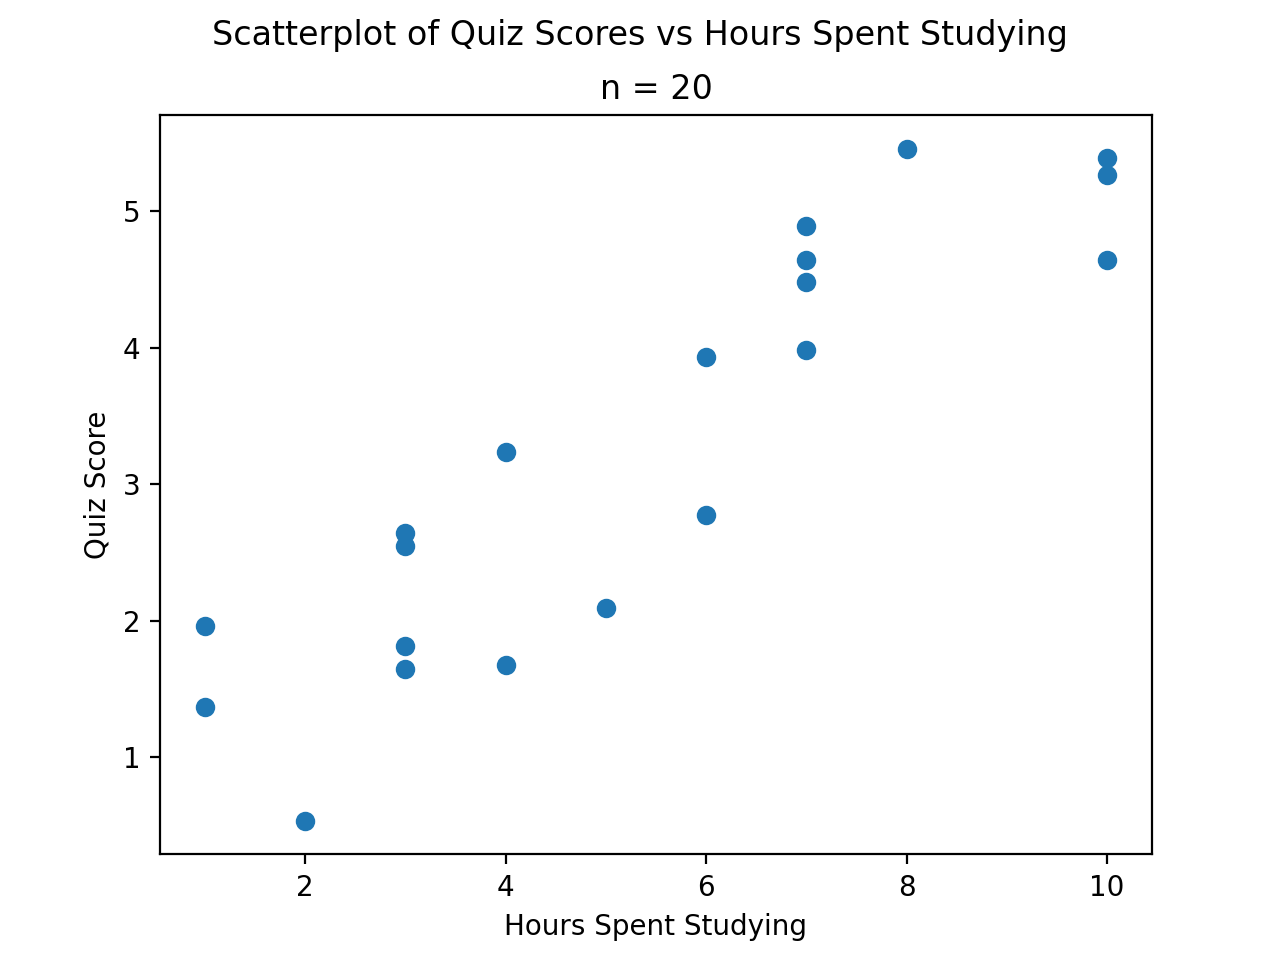 Scatterplot of Quiz Scores vs Hours Spent Studying
n = 20
5
4
3
2
1
Quiz Score
2 4 6 8 10
Hours Spent Studying